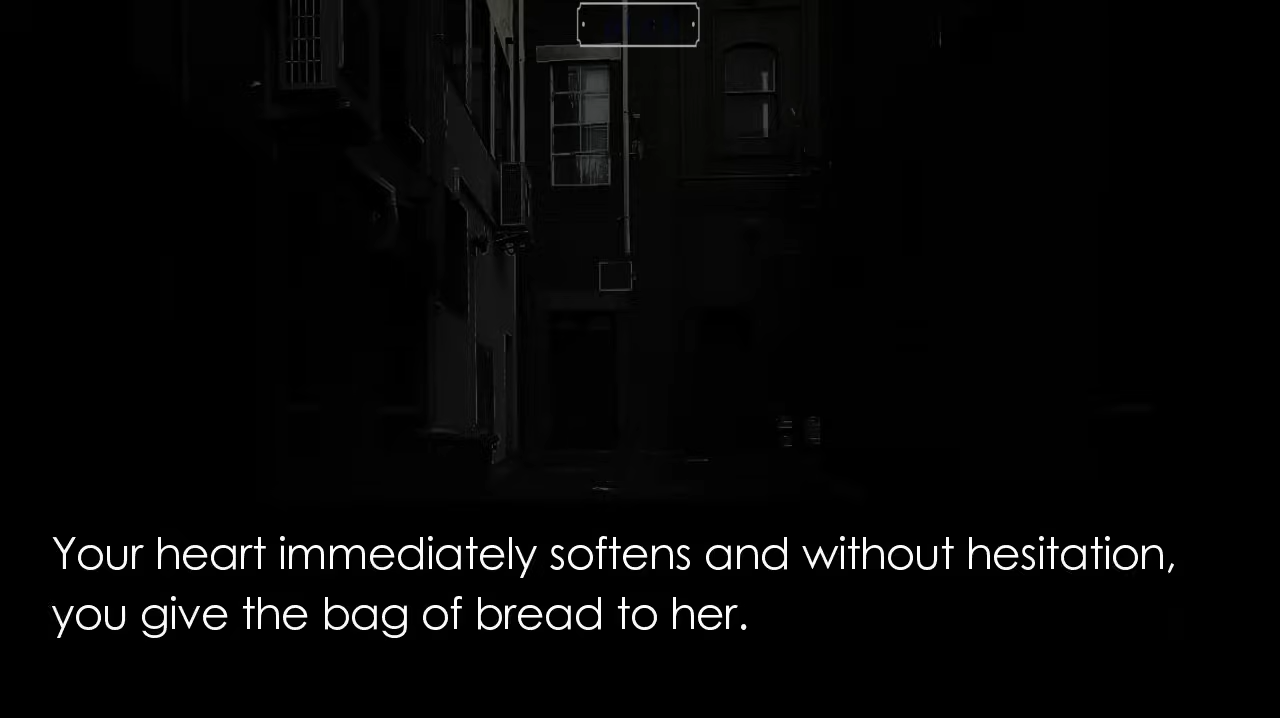 Your heart immediately softens and without hesitation,
you give the bag of bread to her.